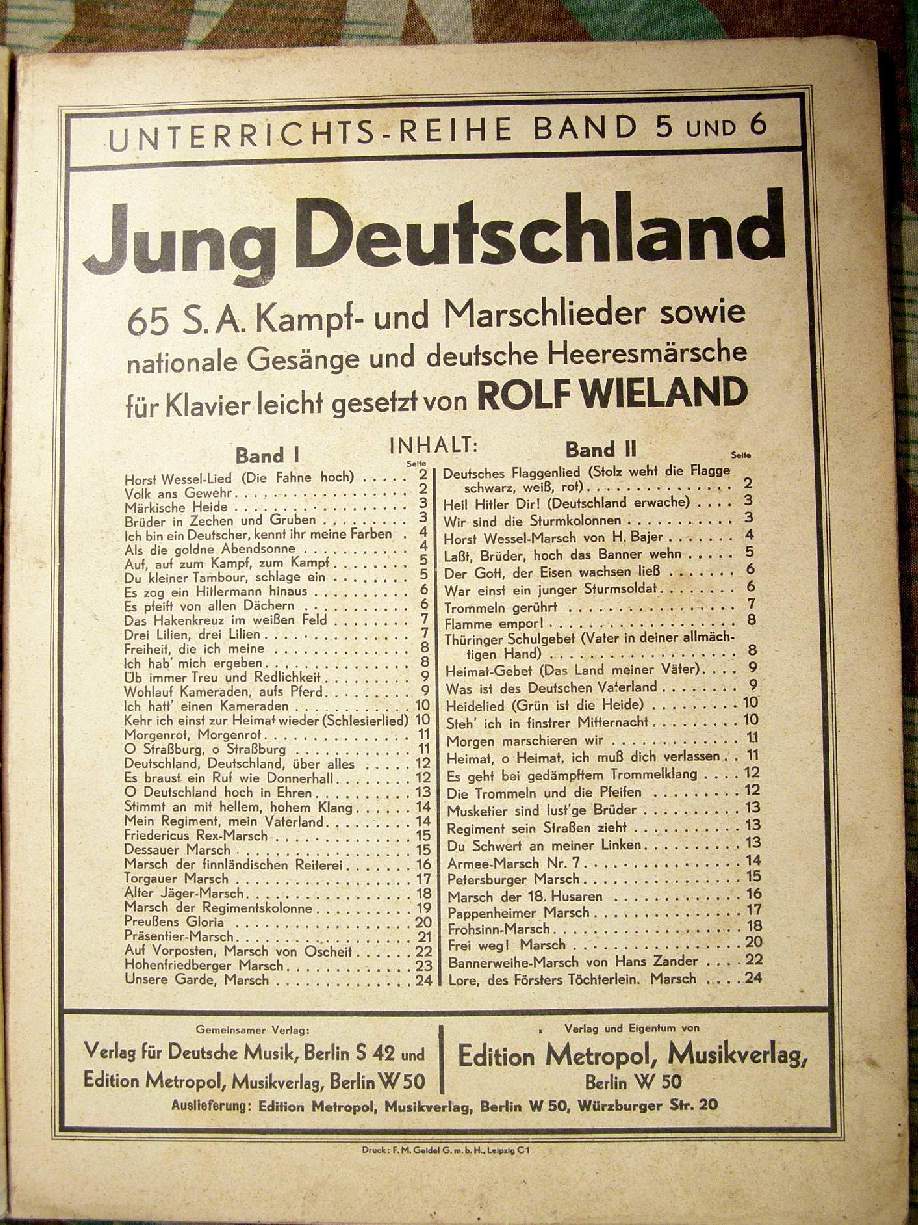 UNTERRICHTS-REIHE BAND 5 UND 6
Jung Deutschland
65 S. A. Kampf- und Marschlieder sowie
nationale Gesänge und deutsche Heeresmärsche
für Klavier leicht gesetzt von ROLF WIELAND
INHALT:
Band I
Seite
Horst Wessel-Lied (Die Fahne hoch) ..... 2
Volk ans Gewehr ..... 2
Märkische Heide ..... 3
Brüder in Zechen und Gruben ..... 3
Ich bin ein Deutscher, kennt ihr meine Farben . 4
Als die goldne Abendsonne ..... 4
Auf, auf zum Kampf, zum Kampf ..... 5
Du kleiner Tambour, schlage ein ..... 5
Es zog ein Hillermann hinaus ..... 6
Es pfeift von allen Dächern ..... 6
Das Hakenkreuz im weißen Feld ..... 7
Drei Lilien, drei Lilien ..... 7
Freiheit, die ich meine ..... 8
Ich hab' mich ergeben ..... 8
Üb immer Treu und Redlichkeit ..... 9
Wohlauf Kameraden, aufs Pferd ..... 9
Ich hatt' einen Kameraden ..... 10
Kehr ich einst zur Heimat wieder (Schlesierlied) 10
Morgenrot, Morgenrot ..... 11
O Straßburg, o Straßburg ..... 11
Deutschland, Deutschland, über alles ..... 12
Es braust ein Ruf wie Donnerhall ..... 12
O Deutschland hoch in Ehren ..... 13
Stimmt an mit hellem, hohem Klang ..... 14
Mein Regiment, mein Vaterland ..... 14
Friedericus Rex-Marsch ..... 15
Dessauer Marsch ..... 15
Marsch der finnländischen Reiterei ..... 16
Torgauer Marsch ..... 17
Alter Jäger-Marsch ..... 18
Marsch der Regimentskolonne ..... 19
Preußens Gloria ..... 20
Präsentier-Marsch ..... 21
Auf Vorposten, Marsch von Oscheit ..... 22
Hohenfriedberger Marsch ..... 23
Unsere Garde, Marsch ..... 24
Band II
Seite
Deutsches Flaggenlied (Stolz weht die Flagge
schwarz, weiß, rot) ..... 2
Heil Hitler Dir! (Deutschland erwache) .... 3
Wir sind die Sturmkolonnen ..... 3
Horst Wessel-Marsch von H. Bajer ..... 4
Laßt, Brüder, hoch das Banner wehn ..... 5
Der Gott, der Eisen wachsen ließ ..... 6
War einst ein junger Sturmsoldat ..... 6
Trommeln gerührt ..... 7
Flamme empor! ..... 8
Thüringer Schulgebet (Vater in deiner allmäch-
tigen Hand) ..... 8
Heimat-Gebet (Das Land meiner Väter) .... 9
Was ist des Deutschen Vaterland ..... 9
Heidelied (Grün ist die Heide) ..... 10
Steh' ich in finstrer Mitternacht ..... 10
Morgen marschieren wir ..... 11
Heimat, o Heimat, ich muß dich verlassen .. 11
Es geht bei gedämpftem Trommelklang .... 12
Die Trommeln und die Pfeifen ..... 12
Musketier sind lust'ge Brüder ..... 13
Regiment sein Straßen zieht ..... 13
Du Schwert an meiner Linken ..... 13
Armee-Marsch Nr. 7 ..... 14
Petersburger Marsch ..... 15
Marsch der 18. Husaren ..... 16
Pappenheimer Marsch ..... 17
Frohsinn-Marsch ..... 18
Frei weg! Marsch ..... 20
Bannerweihe-Marsch von Hans Zander .... 22
Lore, des Försters Töchterlein. Marsch .... 24
Gemeinsamer Verlag:
Verlag für Deutsche Musik, Berlin S 42 und
Edition Metropol, Musikverlag, Berlin W 50
Verlag und Eigentum von
Edition Metropol, Musikverlag,
Berlin W 50
Auslieferung: Edition Metropol, Musikverlag, Berlin W 50, Würzburger Str. 20
Druck: F. M. Geidel G. m. b. H., Leipzig C 1